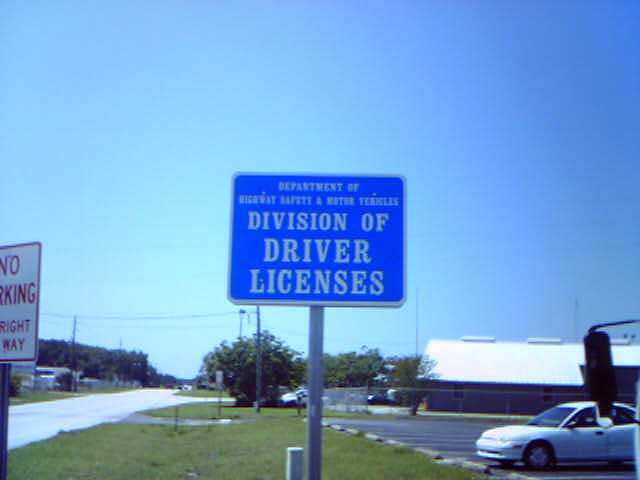 DEPARTMENT OF
HIGHWAY SAFETY & MOTOR VEHICLES
DIVISION OF
DRIVER
LICENSES
NO
RKING
RIGHT
WAY